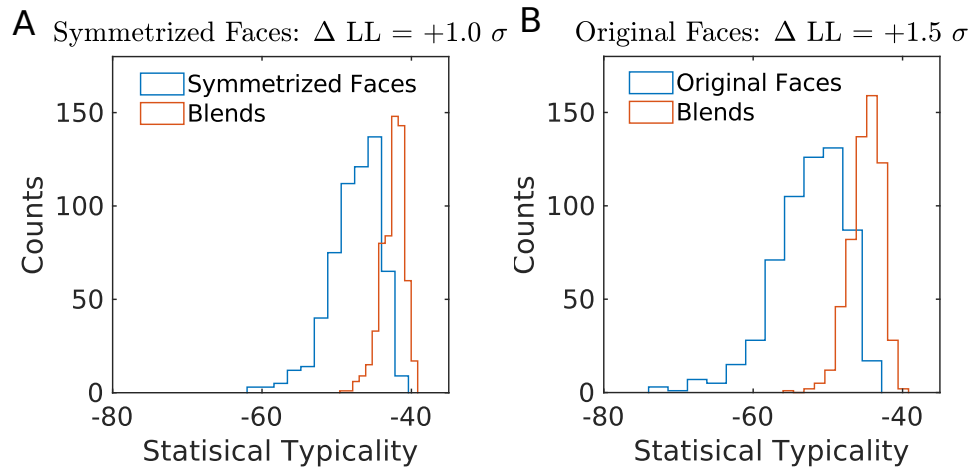 A Symmetrized Faces: Δ LL = +1.0 σ
Symmetrized Faces
Blends
150
100
50
0
-80 -60 -40
Counts
Statisical Typicality
B Original Faces: Δ LL = +1.5 σ
Original Faces
Blends
150
100
50
0
-80 -60 -40
Counts
Statisical Typicality